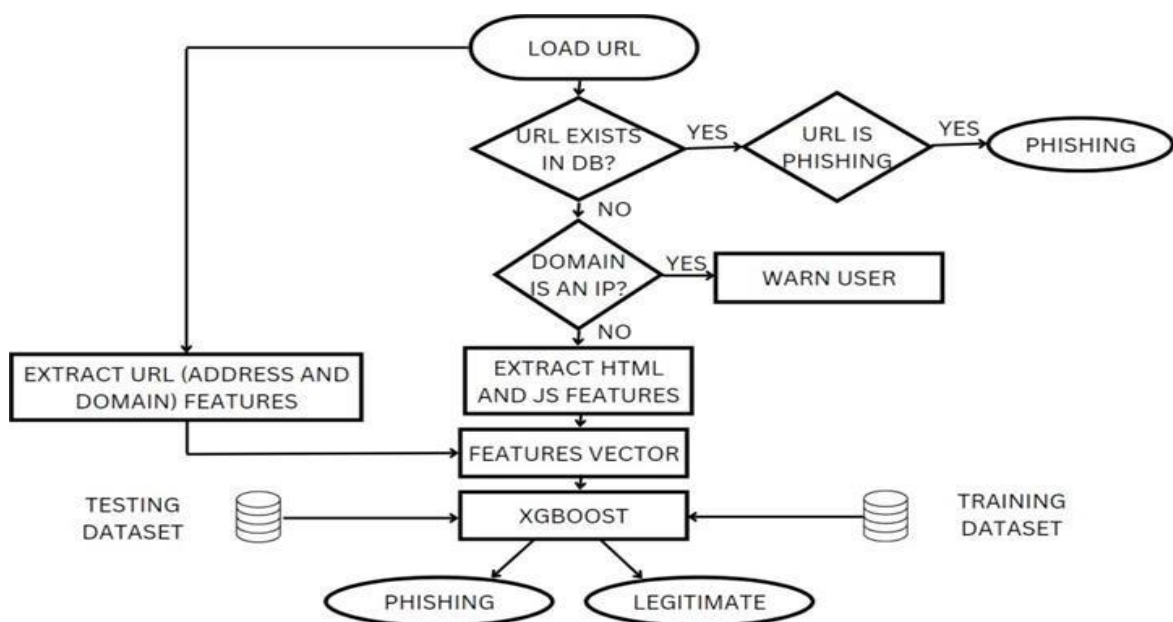 LOAD URL
URL EXISTS
IN DB?
YES
URL IS
PHISHING
YES
PHISHING
NO
DOMAIN
IS AN IP?
YES
WARN USER
NO
EXTRACT URL (ADDRESS AND
DOMAIN) FEATURES
EXTRACT HTML
AND JS FEATURES
FEATURES VECTOR
TESTING
DATASET
XGBOOST
TRAINING
DATASET
PHISHING
LEGITIMATE